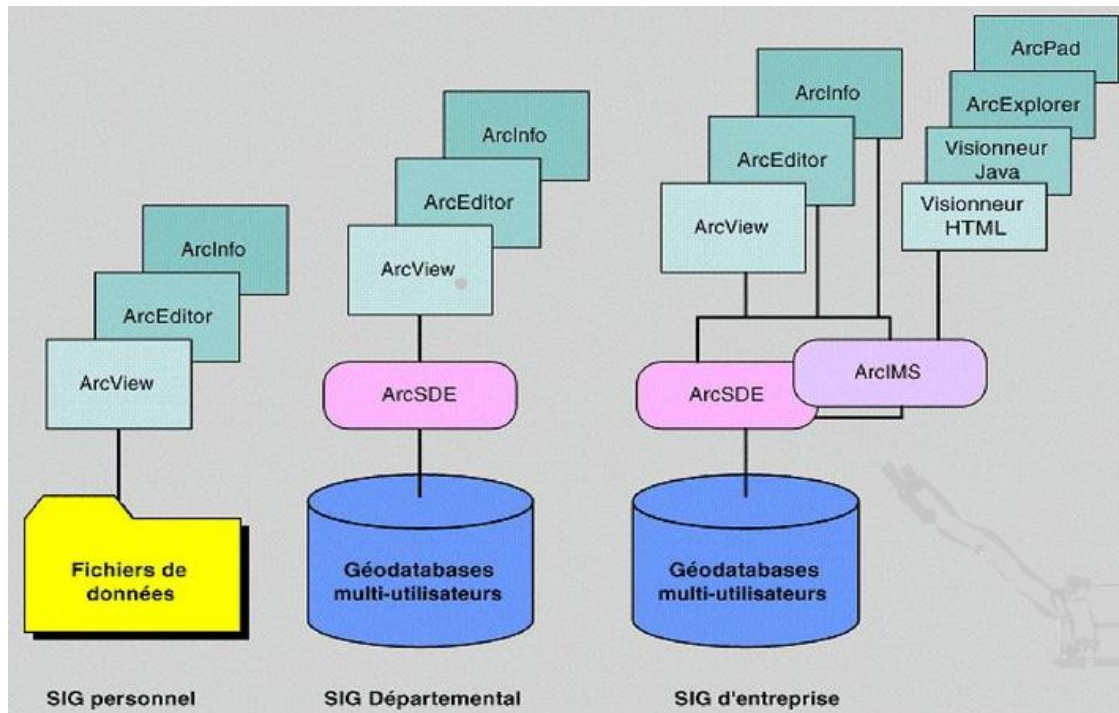 ArcInfo
ArcEditor
ArcView
Fichiers de
données
SIG personnel
ArcInfo
ArcEditor
ArcView
ArcSDE
Géodatabases
multi-utilisateurs
SIG Départemental
ArcInfo
ArcEditor
ArcView
ArcPad
ArcExplorer
Visionneur
Java
Visionneur
HTML
ArcIMS
ArcSDE
Géodatabases
multi-utilisateurs
SIG d'entreprise